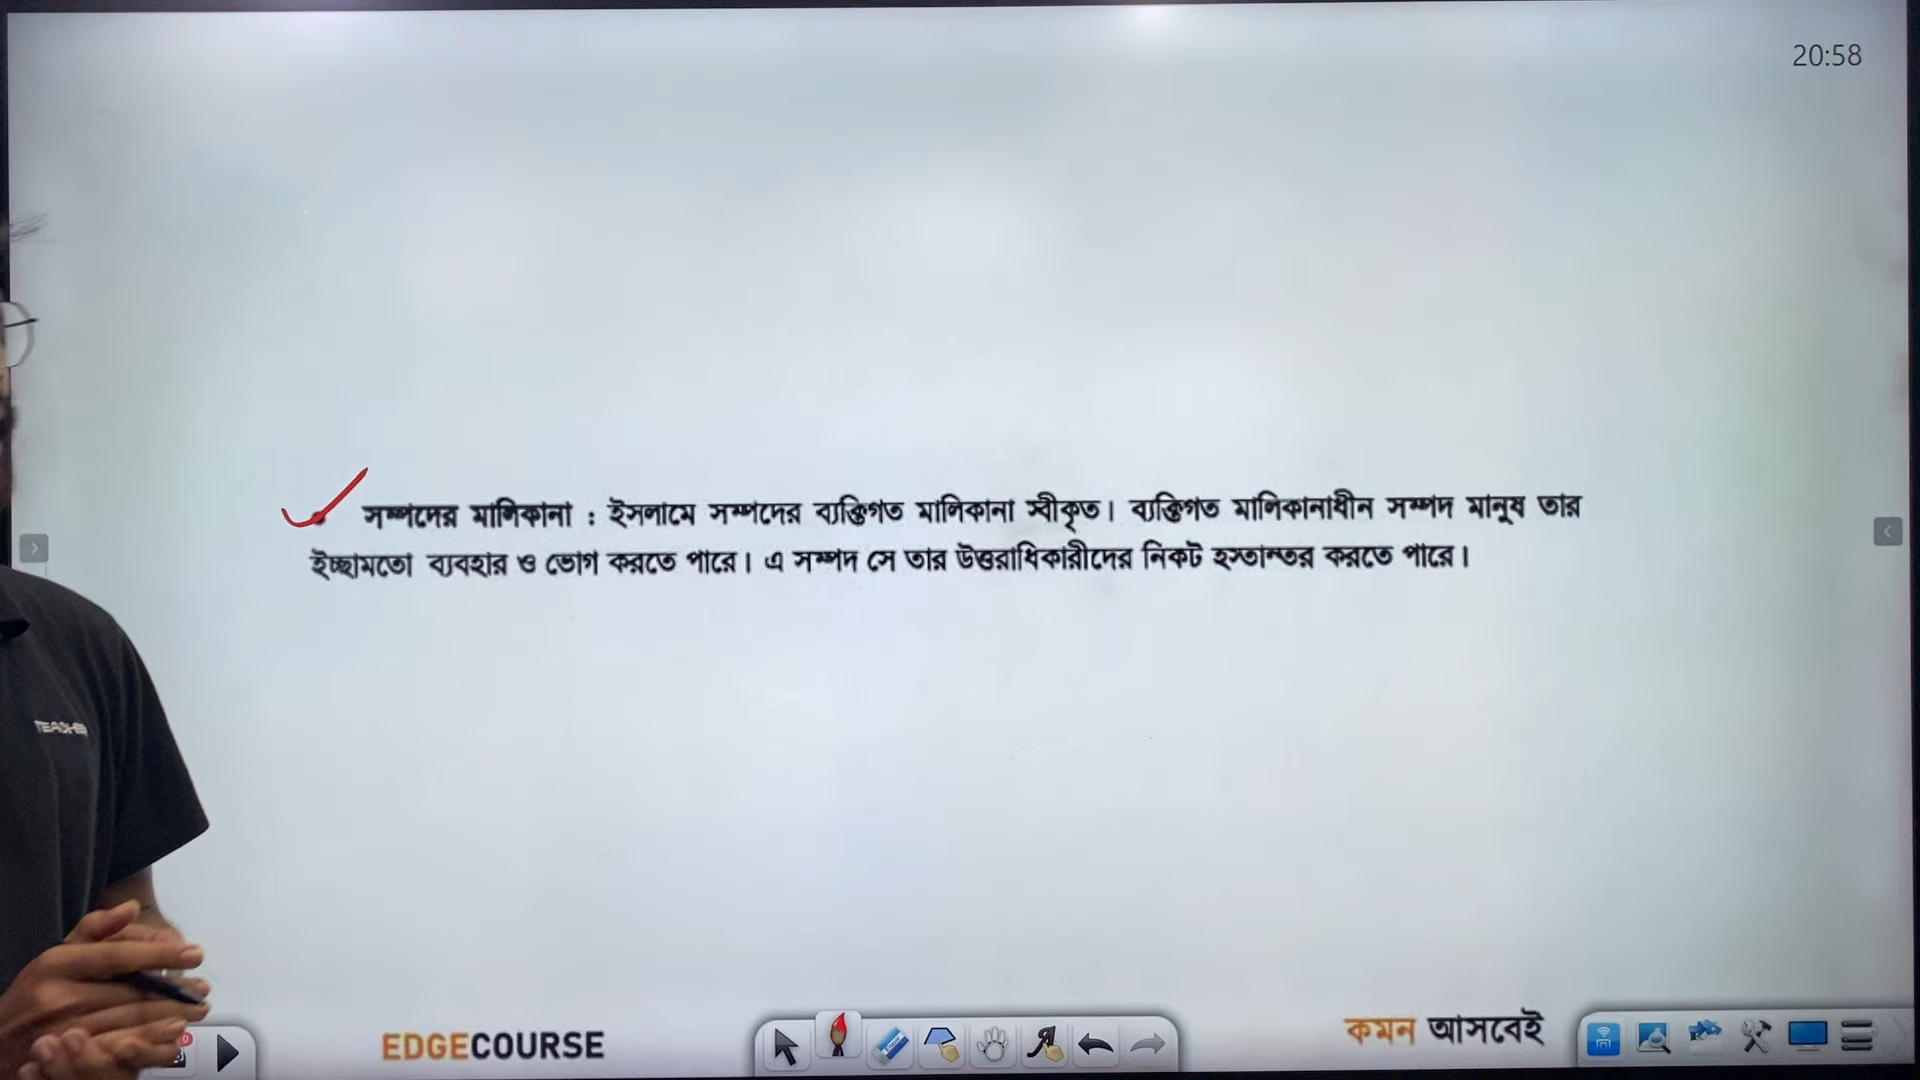 20:58
সম্পদের মালিকানা : ইসলামে সম্পদের ব্যক্তিগত মালিকানা স্বীকৃত। ব্যক্তিগত মালিকানাধীন সম্পদ মানুষ তার
ইচ্ছামতো ব্যবহার ও ভোগ করতে পারে। এ সম্পদ সে তার উত্তরাধিকারীদের নিকট হস্তান্তর করতে পারে।
EDGECOURSE
কমন আসবেই